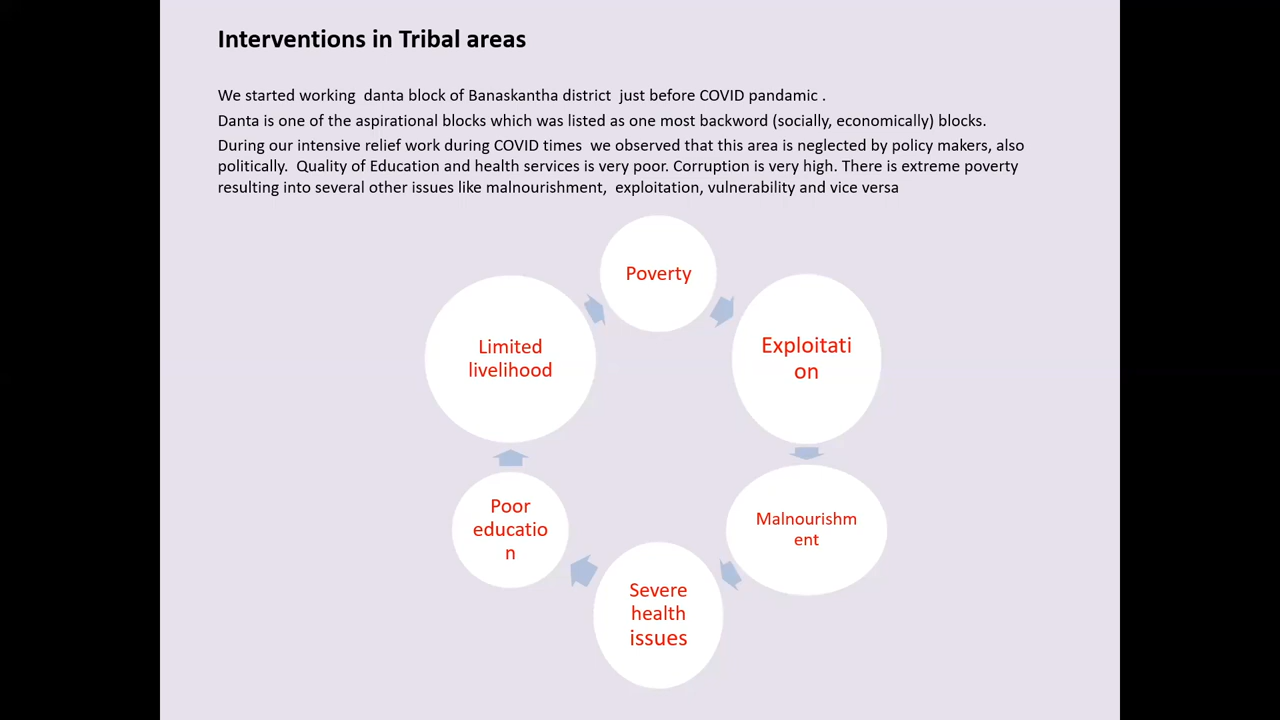 Interventions in Tribal areas
We started working danta block of Banaskantha district just before COVID pandamic .
Danta is one of the aspirational blocks which was listed as one most backword (socially, economically) blocks.
During our intensive relief work during COVID times we observed that this area is neglected by policy makers, also
politically. Quality of Education and health services is very poor. Corruption is very high. There is extreme poverty
resulting into several other issues like malnourishment, exploitation, vulnerability and vice versa
Poverty
Exploitati
on
Malnourishm
ent
Severe
health
issues
Poor
educatio
n
Limited
livelihood